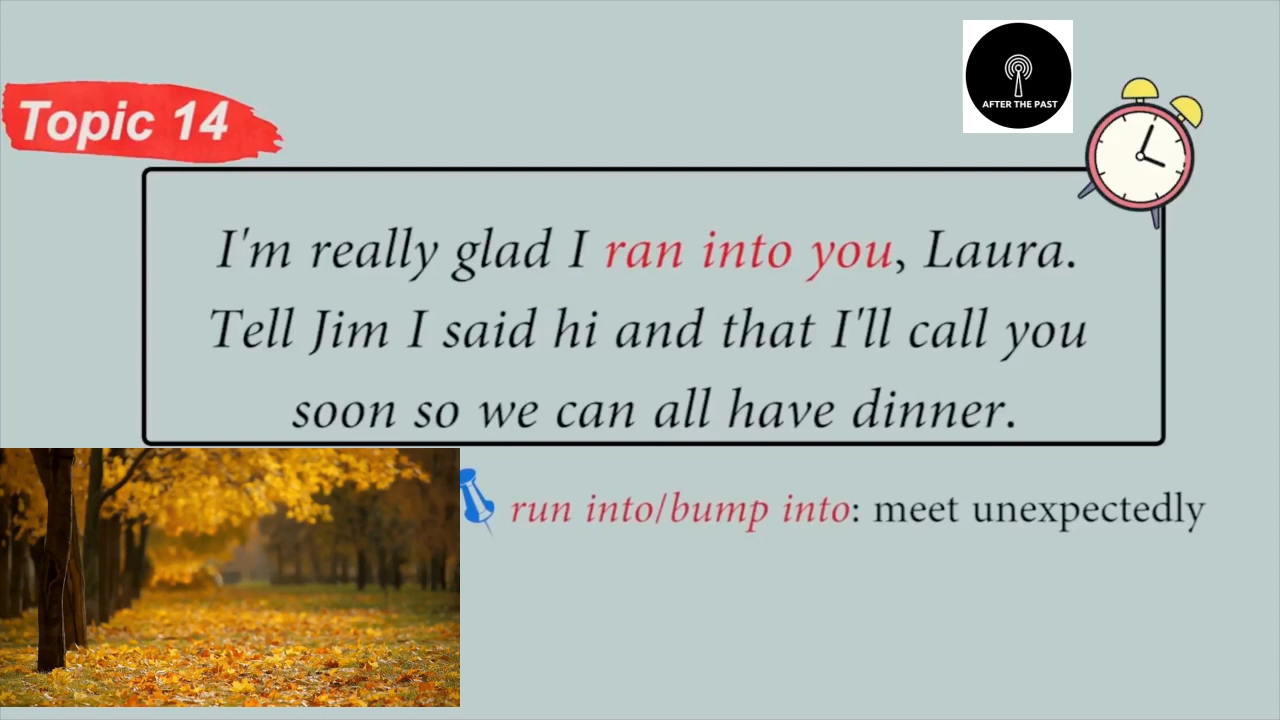 AFTER THE PAST
Topic 14
I'm really glad I ran into you, Laura.
Tell Jim I said hi and that I'll call you
soon so we can all have dinner.
run into/bump into: meet unexpectedly